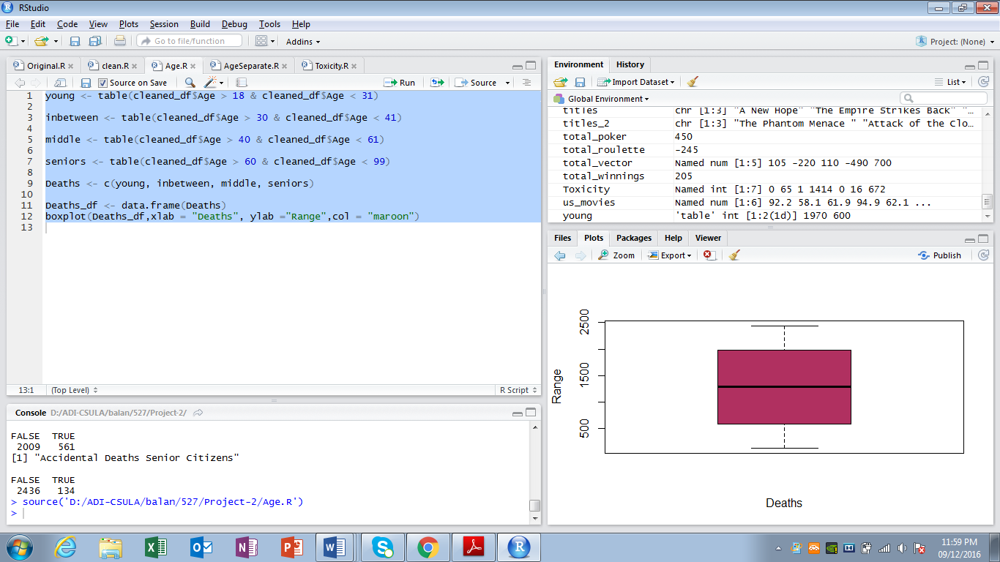 RStudio
File Edit Code View Plots Session Build Debug Tools Help
Go to file/function Addins Project: (None)
Original.R clean.R Age.R AgeSeparate.R Toxicity.R
Source on Save Run Source
1 young <- table(cleaned_df$Age > 18 & cleaned_df$Age < 31)
2
3 inbetween <- table(cleaned_df$Age > 30 & cleaned_df$Age < 41)
4
5 middle <- table(cleaned_df$Age > 40 & cleaned_df$Age < 61)
6
7 seniors <- table(cleaned_df$Age > 60 & cleaned_df$Age < 99)
8
9 Deaths <- c(young, inbetween, middle, seniors)
10
11 Deaths_df <- data.frame(Deaths)
12 boxplot(Deaths_df,xlab = "Deaths", ylab ="Range",col = "maroon")
13
13:1 (Top Level) R Script
Console D:/ADI-CSULA/balan/527/Project-2/
FALSE TRUE
2009 561
[1] "Accidental Deaths Senior Citizens"
FALSE TRUE
2436 134
> source('D:/ADI-CSULA/balan/527/Project-2/Age.R')
>
Environment History
Import Dataset List
Global Environment
titles chr [1:3] "A New Hope" "The Empire Strikes Back" "…
titles_2 chr [1:3] "The Phantom Menace " "Attack of the Clo…
total_poker 450
total_roulette -245
total_vector Named num [1:5] 105 -220 110 -490 700
total_winnings 205
Toxicity Named int [1:7] 0 65 1 1414 0 16 672
us_movies Named num [1:6] 92.2 58.1 61.9 94.9 62.1 ...
young 'table' int [1:2(1d)] 1970 600
Files Plots Packages Help Viewer
Zoom Export Publish
2500
1500
500
Range
Deaths
11:59 PM
09/12/2016